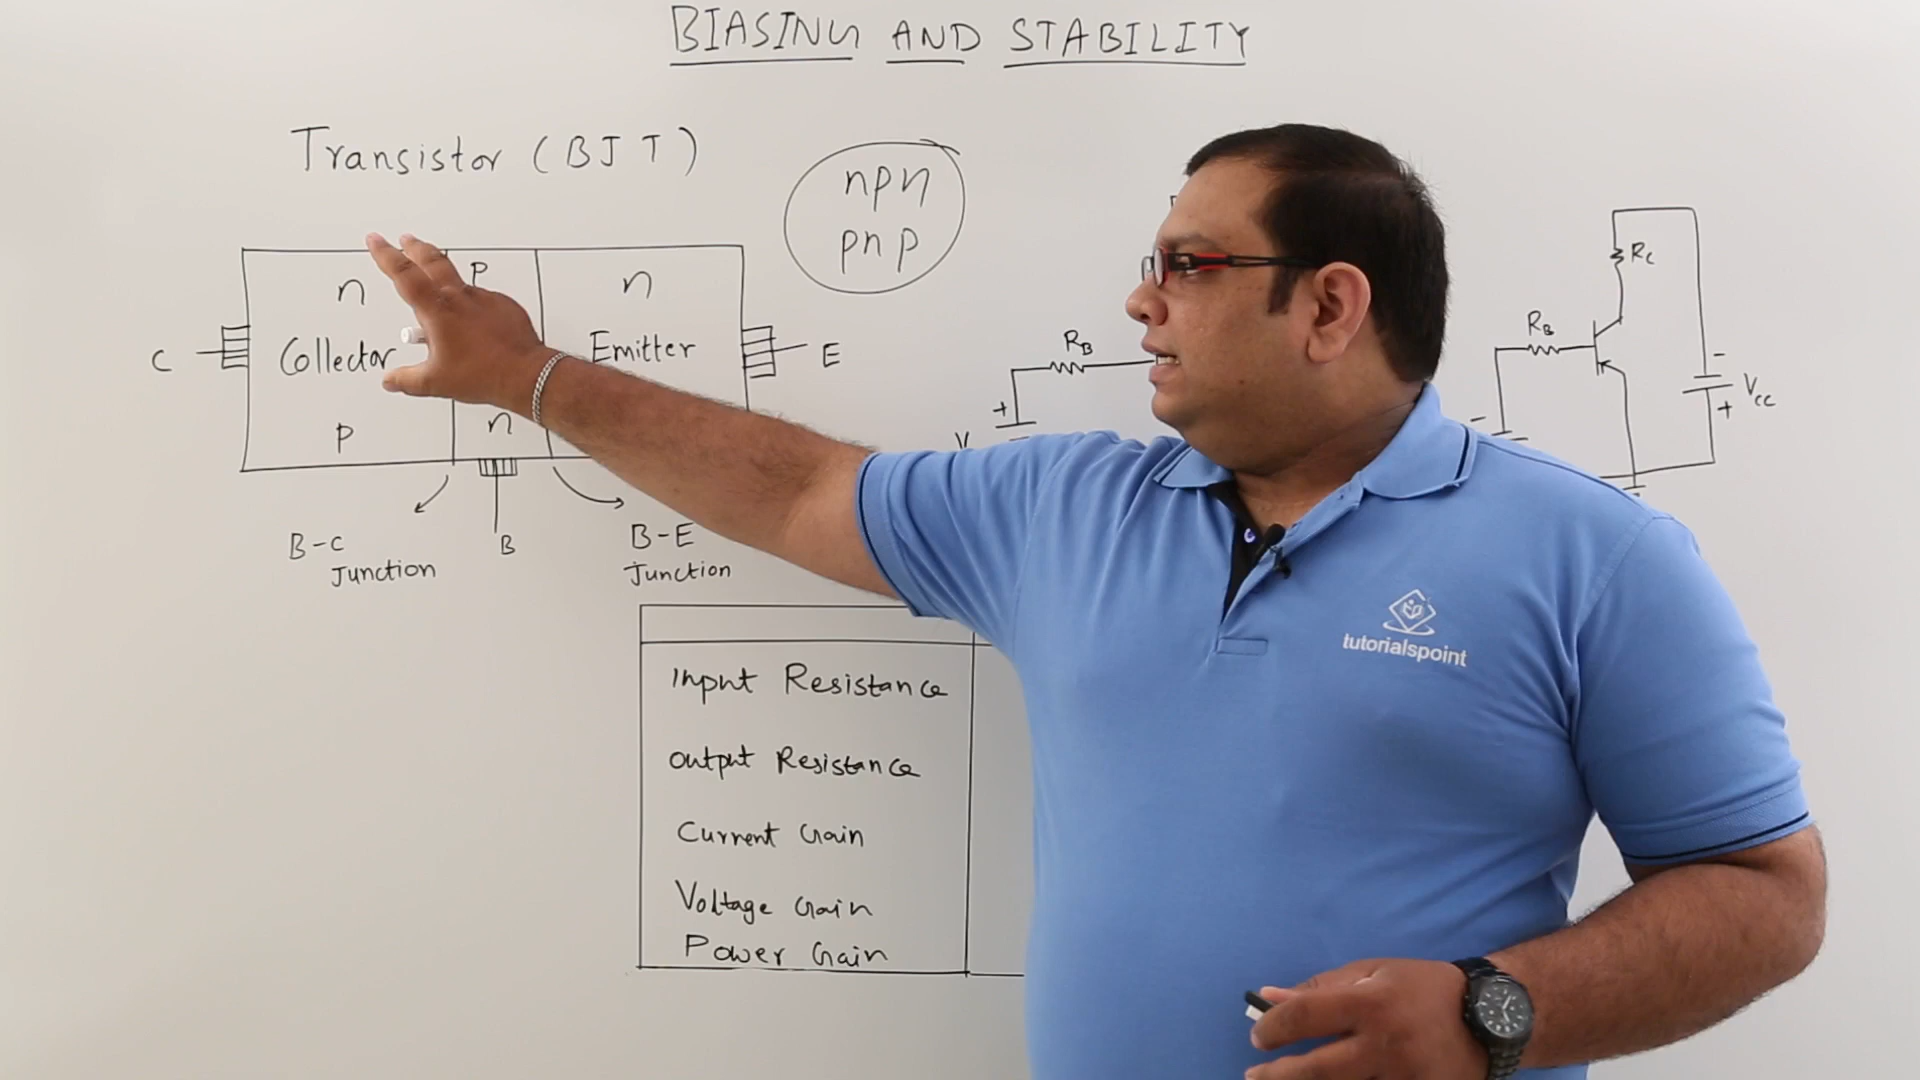 BIASING AND STABILITY
Transistor (BJT)
npn
pnp
n
P
n
C
Collector
Emitter
E
P
n
B-C
Junction
B
B-E
Junction
RB
+
V
RC
RB
-
-
VCC
+
Input Resistance
Output Resistance
Current Gain
Voltage Gain
Power Gain
tutorialspoint